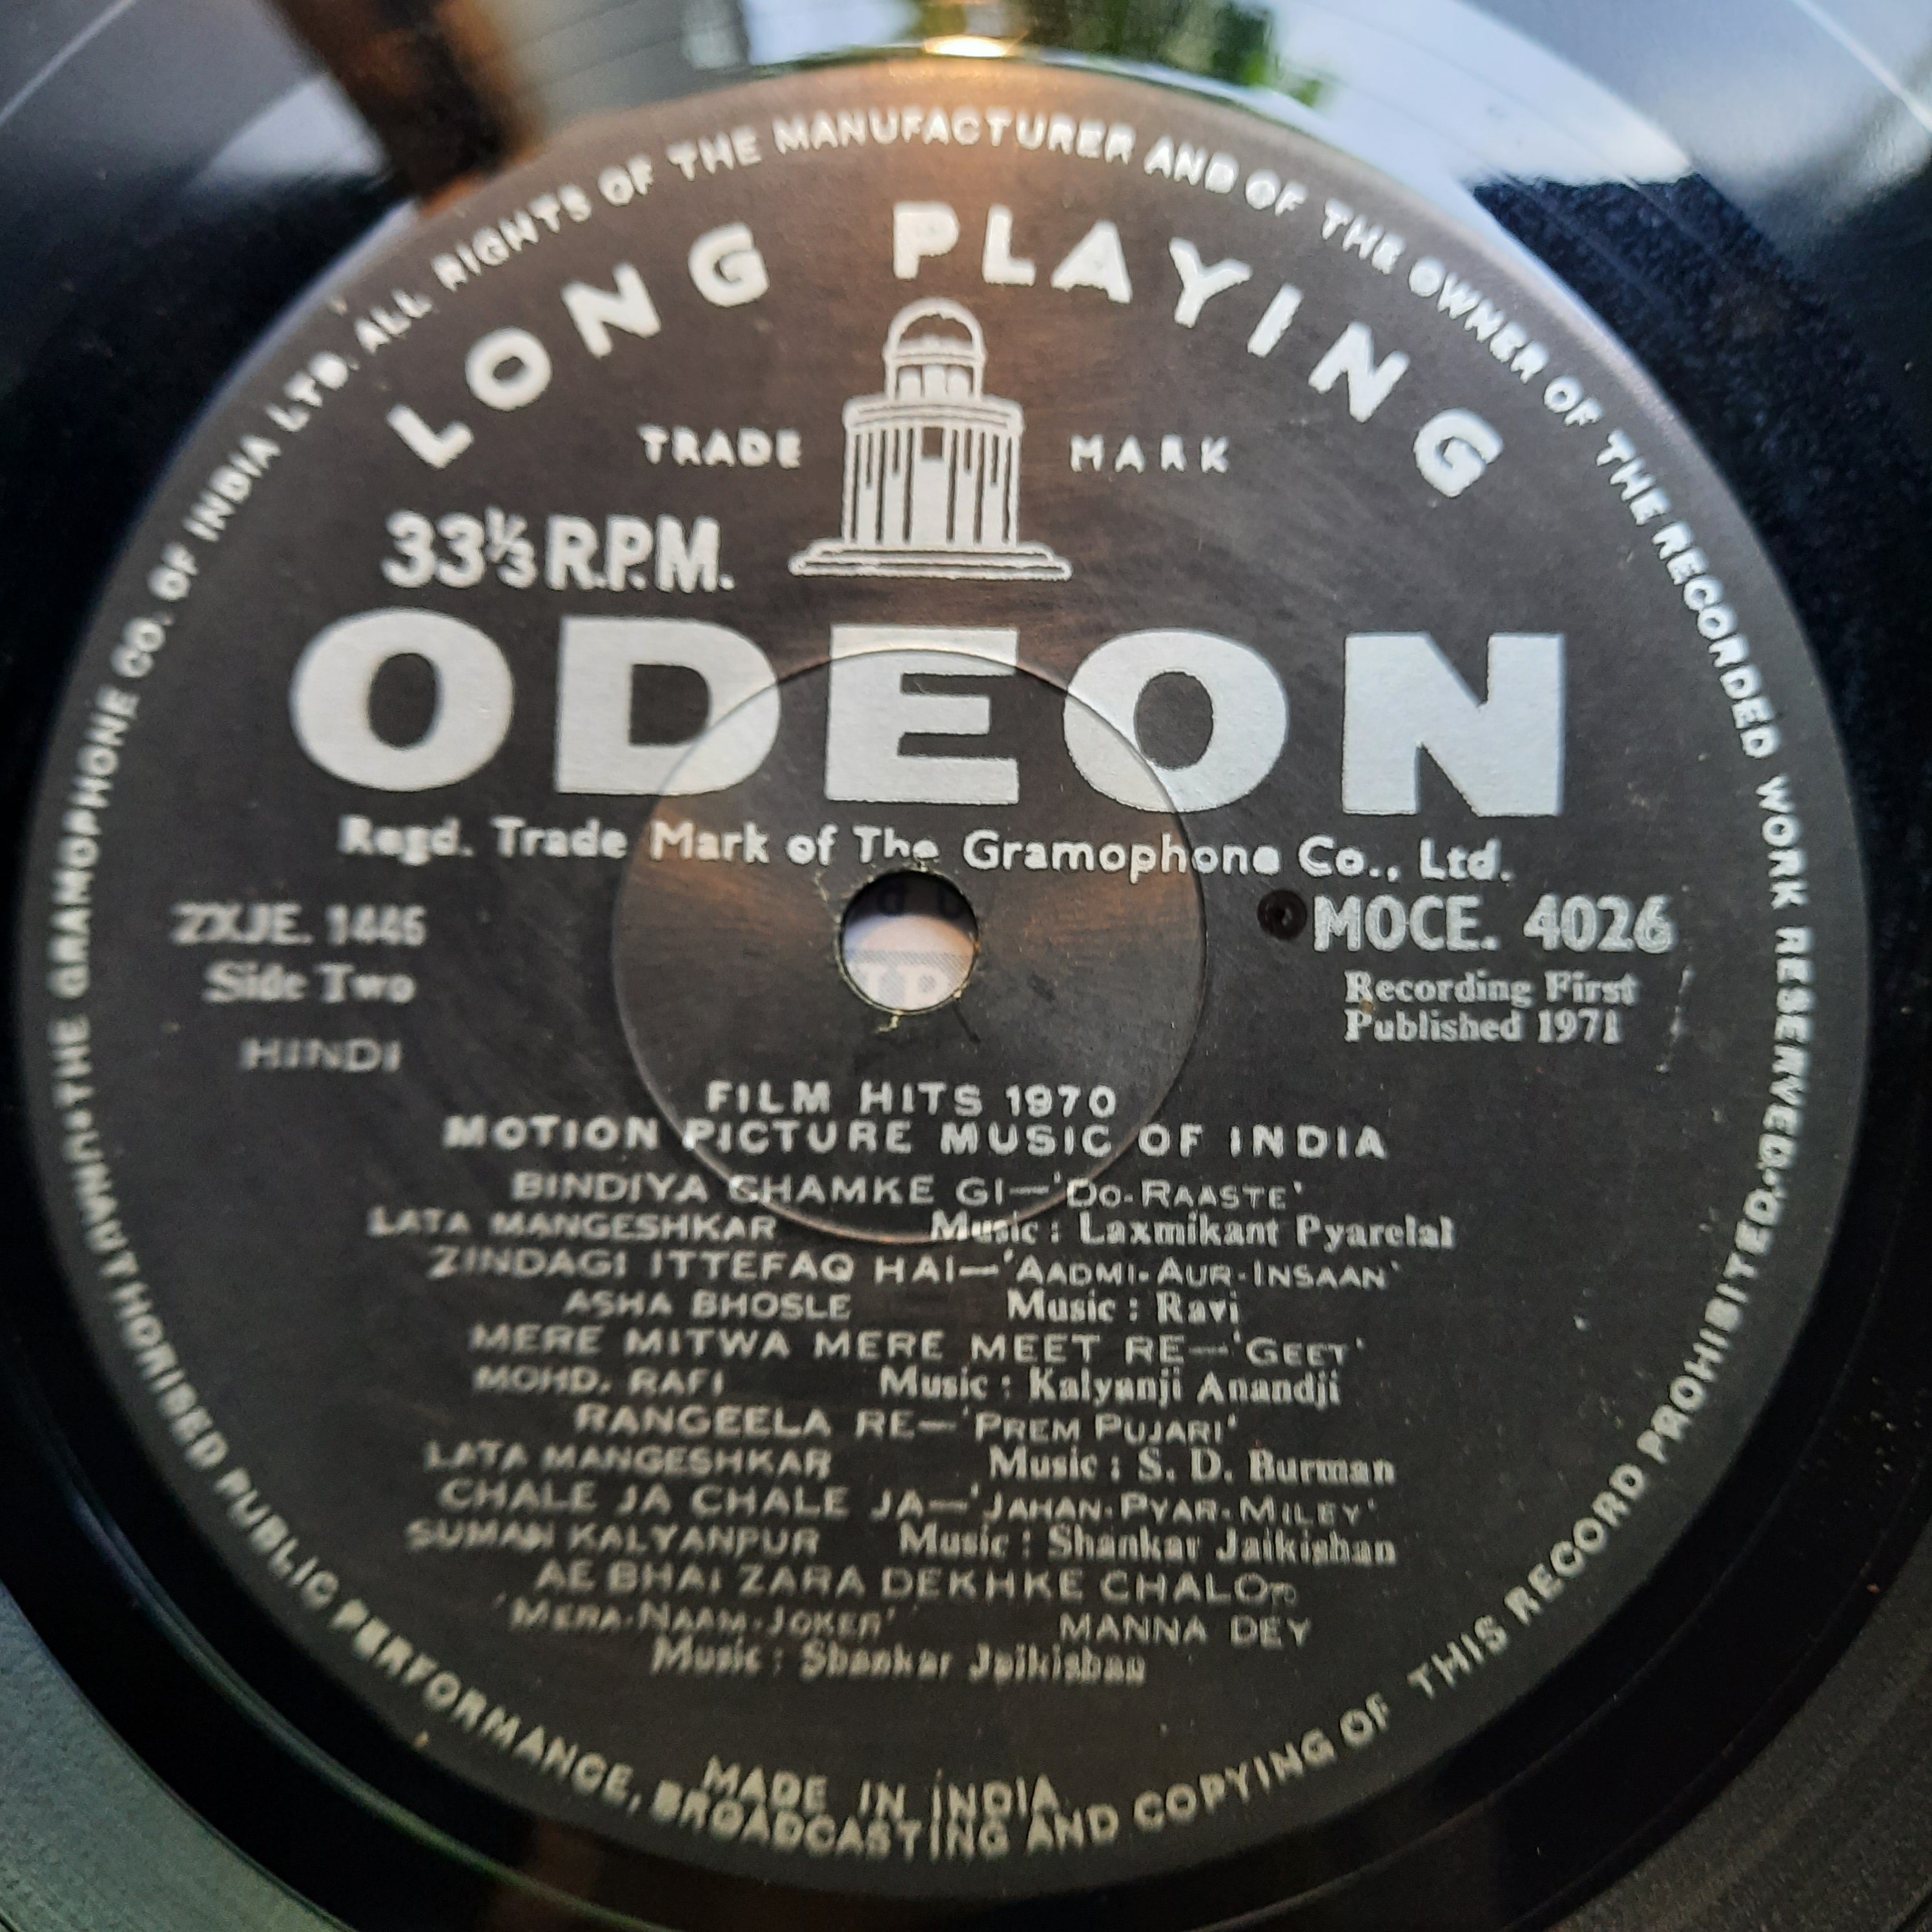 THE GRAMOPHONE CO. OF INDIA LTD. ALL RIGHTS OF THE MANUFACTURER AND OF THE OWNER OF THE RECORDED WORK RESERVED. UNAUTHORISED PUBLIC PERFORMANCE, BROADCASTING AND COPYING OF THIS RECORD PROHIBITED.
LONG PLAYING
TRADE MARK
33⅓ R.P.M.
ODEON
Regd. Trade Mark of The Gramophone Co., Ltd.
ZXJE. 1446
MOCE. 4026
Side Two
Recording First
Published 1971
HINDI
FILM HITS 1970
MOTION PICTURE MUSIC OF INDIA
BINDIYA CHAMKE GI—'DO-RAASTE'
LATA MANGESHKAR Music : Laxmikant Pyarelal
ZINDAGI ITTEFAQ HAI—'AADMI-AUR-INSAAN'
ASHA BHOSLE Music : Ravi
MERE MITWA MERE MEET RE—'GEET'
MOHD. RAFI Music : Kalyanji Anandji
RANGEELA RE—'PREM PUJARI'
LATA MANGESHKAR Music : S. D. Burman
CHALE JA CHALE JA—'JAHAN-PYAR-MILEY'
SUMAN KALYANPUR Music : Shankar Jaikishan
AE BHAI ZARA DEKHKE CHALO—
'MERA-NAAM-JOKER' MANNA DEY
Music : Shankar Jaikishan
MADE IN INDIA